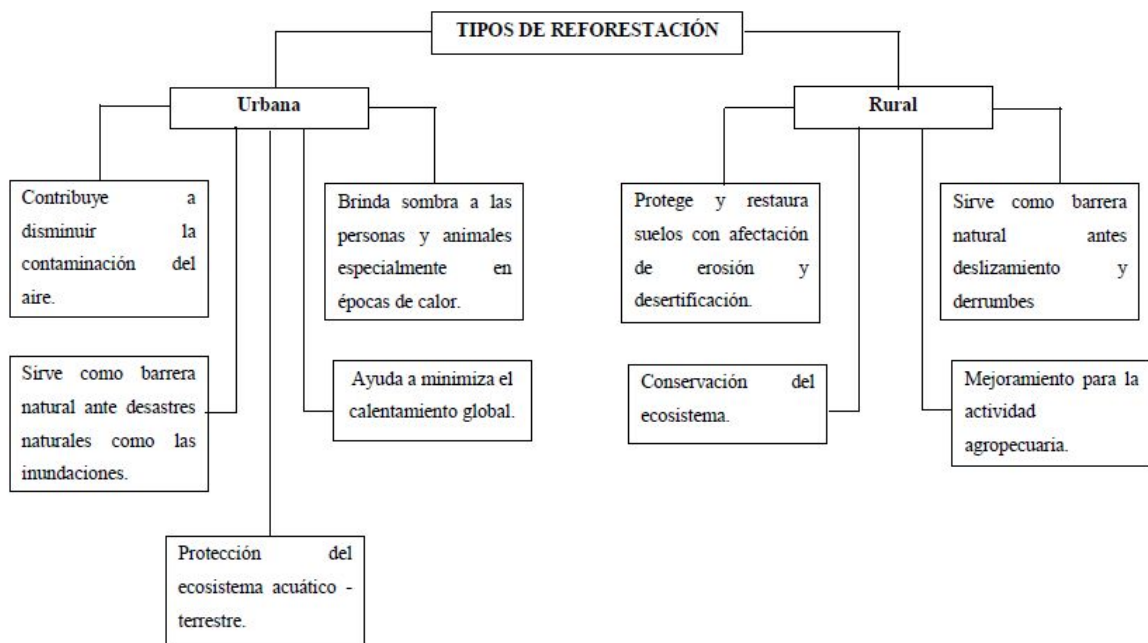 TIPOS DE REFORESTACIÓN
Urbana
Rural
Contribuye a
disminuir la
contaminación del
aire.
Brinda sombra a las
personas y animales
especialmente en
épocas de calor.
Protege y restaura
suelos con afectación
de erosión y
desertificación.
Sirve como barrera
natural antes
deslizamiento y
derrumbes
Sirve como barrera
natural ante desastres
naturales como las
inundaciones.
Ayuda a minimiza el
calentamiento global.
Conservación del
ecosistema.
Mejoramiento para la
actividad
agropecuaria.
Protección del
ecosistema acuático -
terrestre.